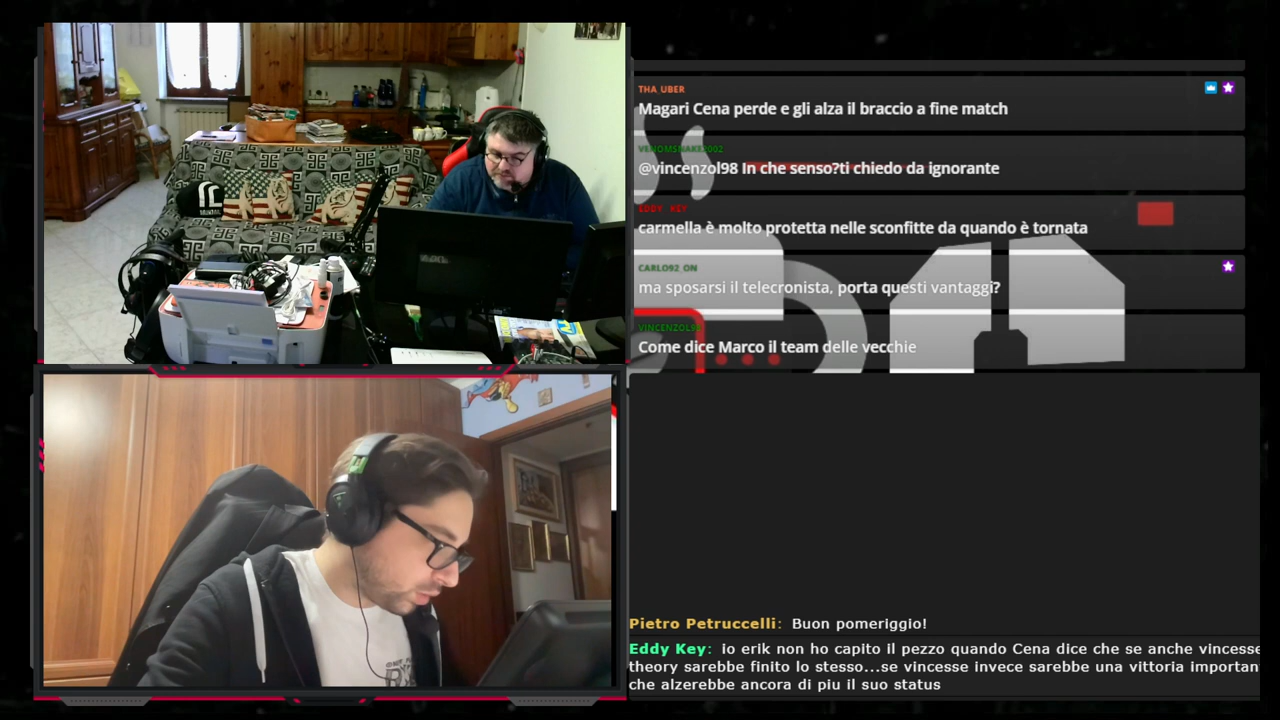 THA UBER
Magari Cena perde e gli alza il braccio a fine match
@vincenzol98 In che senso?ti chiedo da ignorante
EDDY KEY
carmella è molto protetta nelle sconfitte da quando è tornata
CARLO92_ON
ma sposarsi il telecronista, porta questi vantaggi?
Come dice Marco il team delle vecchie
Pietro Petruccelli: Buon pomeriggio!
Eddy Key: io erik non ho capito il pezzo quando Cena dice che se anche vincesse
theory sarebbe finito lo stesso...se vincesse invece sarebbe una vittoria importan
che alzerebbe ancora di piu il suo status